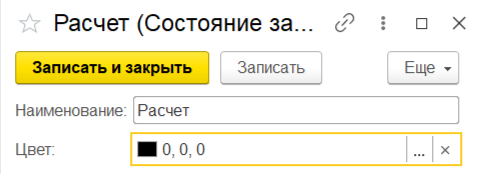 Расчет (Состояние за...
Записать и закрыть
Записать
Еще
Наименование: Расчет
Цвет: 0, 0, 0 ...